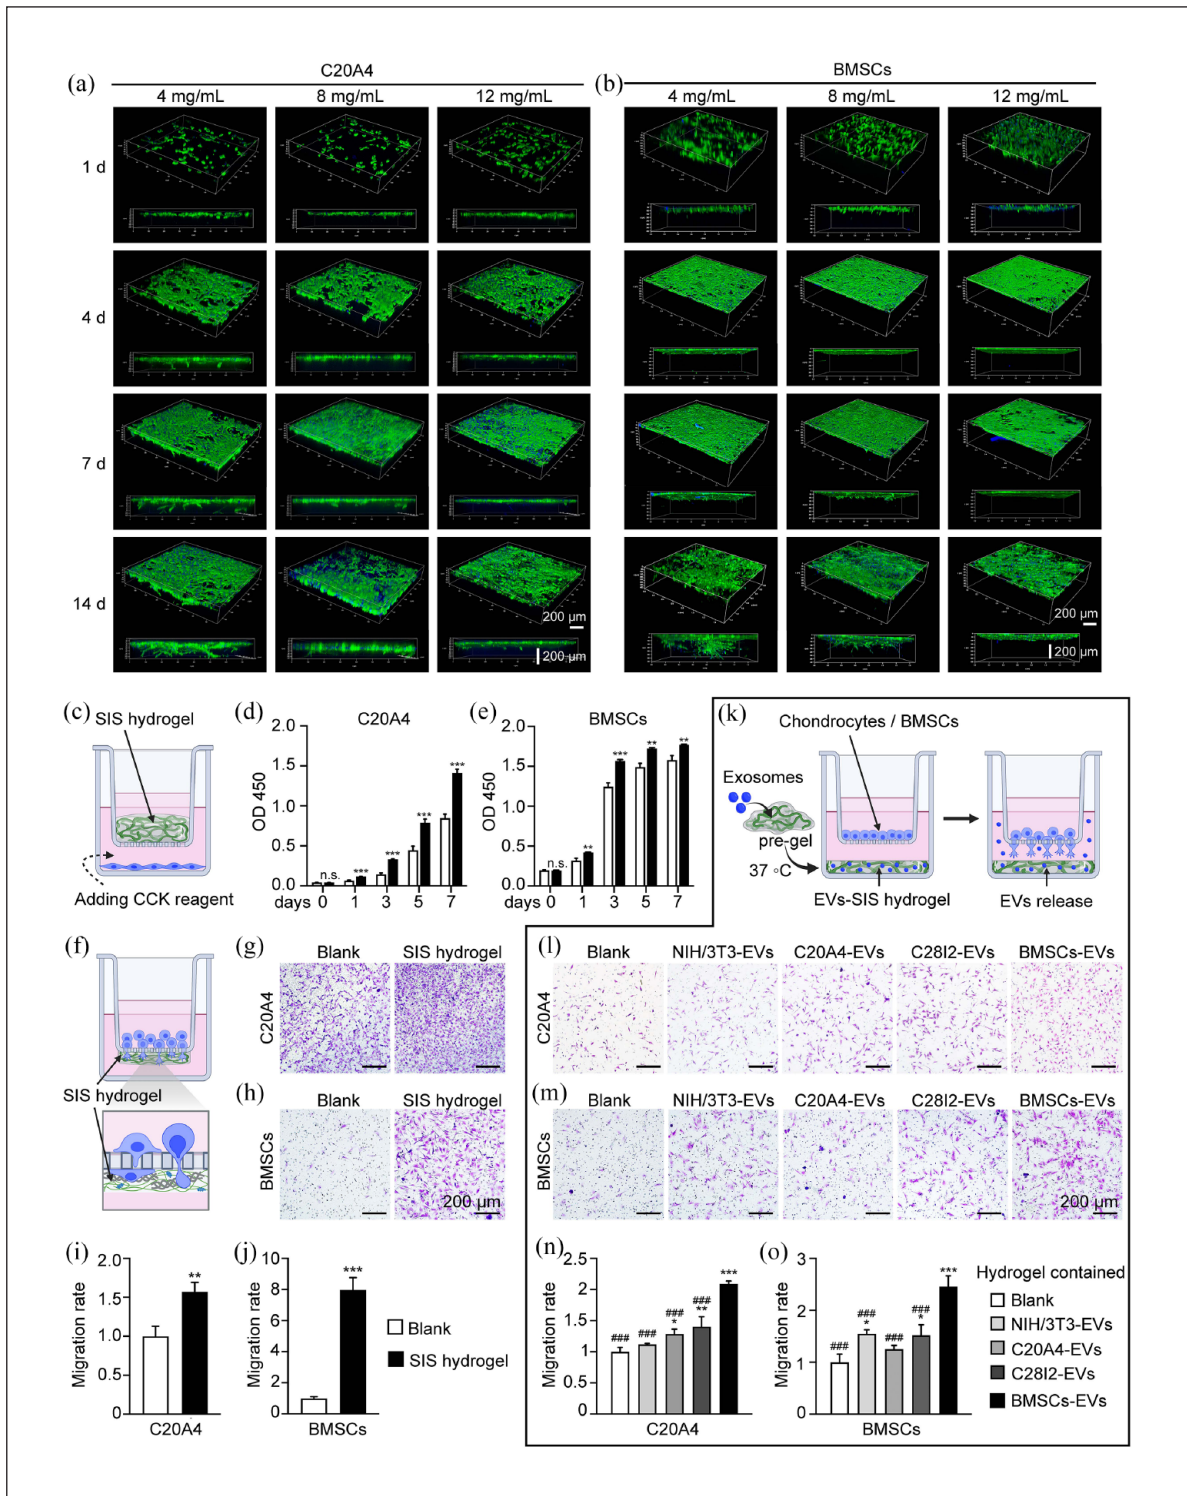 (a)
C20A4
4 mg/mL
8 mg/mL
12 mg/mL
(b)
BMSCs
4 mg/mL
8 mg/mL
12 mg/mL
1 d
4 d
7 d
14 d
200 µm
200 µm
200 µm
200 µm
(c)
SIS hydrogel
Adding CCK reagent
(d)
C20A4
OD 450
2.0
1.5
1.0
0.5
0.0
n.s.
***
***
***
***
days 0 1 3 5 7
(e)
BMSCs
OD 450
2.0
1.5
1.0
0.5
0.0
n.s.
**
***
**
**
days 0 1 3 5 7
(k)
Chondrocytes / BMSCs
Exosomes
pre-gel
37 °C
EVs-SIS hydrogel
EVs release
(f)
SIS hydrogel
(g)
Blank
SIS hydrogel
C20A4
(h)
Blank
SIS hydrogel
BMSCs
200 µm
(l)
Blank
NIH/3T3-EVs
C20A4-EVs
C28I2-EVs
BMSCs-EVs
C20A4
(m)
Blank
NIH/3T3-EVs
C20A4-EVs
C28I2-EVs
BMSCs-EVs
BMSCs
200 µm
(i)
Migration rate
2.0
1.5
1.0
0.5
0
**
C20A4
(j)
Migration rate
10
8
6
4
2
0
***
BMSCs
Blank
SIS hydrogel
(n)
Migration rate
2.5
2
1.5
1
0.5
0
###
###
###
*
###
**
***
C20A4
(o)
Migration rate
3
2
1
0
###
###
*
###
###
*
***
BMSCs
Hydrogel contained
Blank
NIH/3T3-EVs
C20A4-EVs
C28I2-EVs
BMSCs-EVs